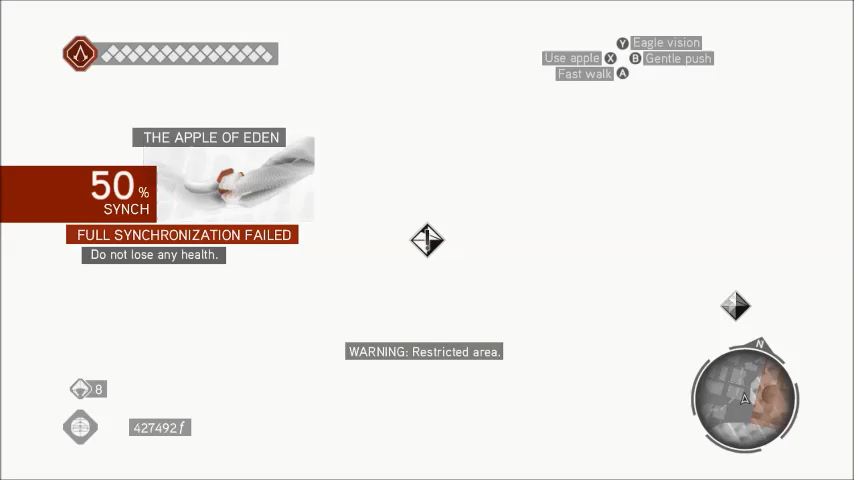 Eagle vision
Use apple X Y B Gentle push
Fast walk A
THE APPLE OF EDEN
50 %
SYNCH
FULL SYNCHRONIZATION FAILED
Do not lose any health.
WARNING: Restricted area.
N
8
427492 ƒ